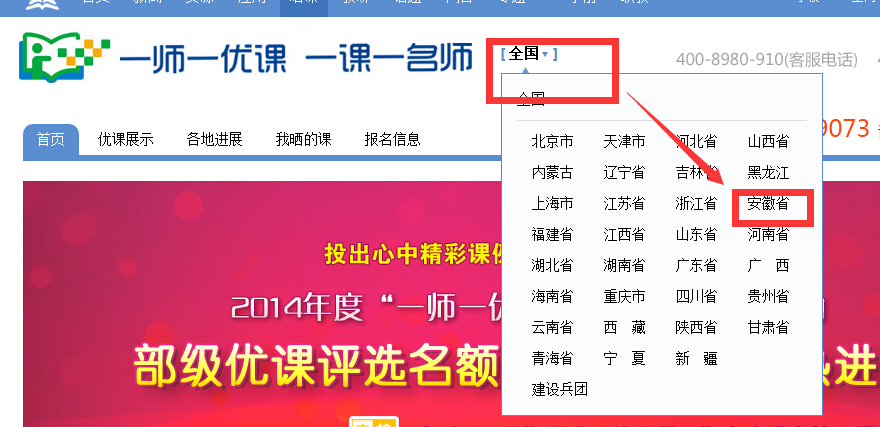 一师一优课 一课一名师
[ 全国 ]
400-8980-910(客服电话)
全国
9073
首页 优课展示 各地进展 我晒的课 报名信息
北京市 天津市 河北省 山西省
内蒙古 辽宁省 吉林省 黑龙江
上海市 江苏省 浙江省 安徽省
福建省 江西省 山东省 河南省
湖北省 湖南省 广东省 广 西
海南省 重庆市 四川省 贵州省
云南省 西 藏 陕西省 甘肃省
青海省 宁 夏 新 疆
建设兵团
投出心中精彩课
2014年度“一师一优
部级优课评选名额 进